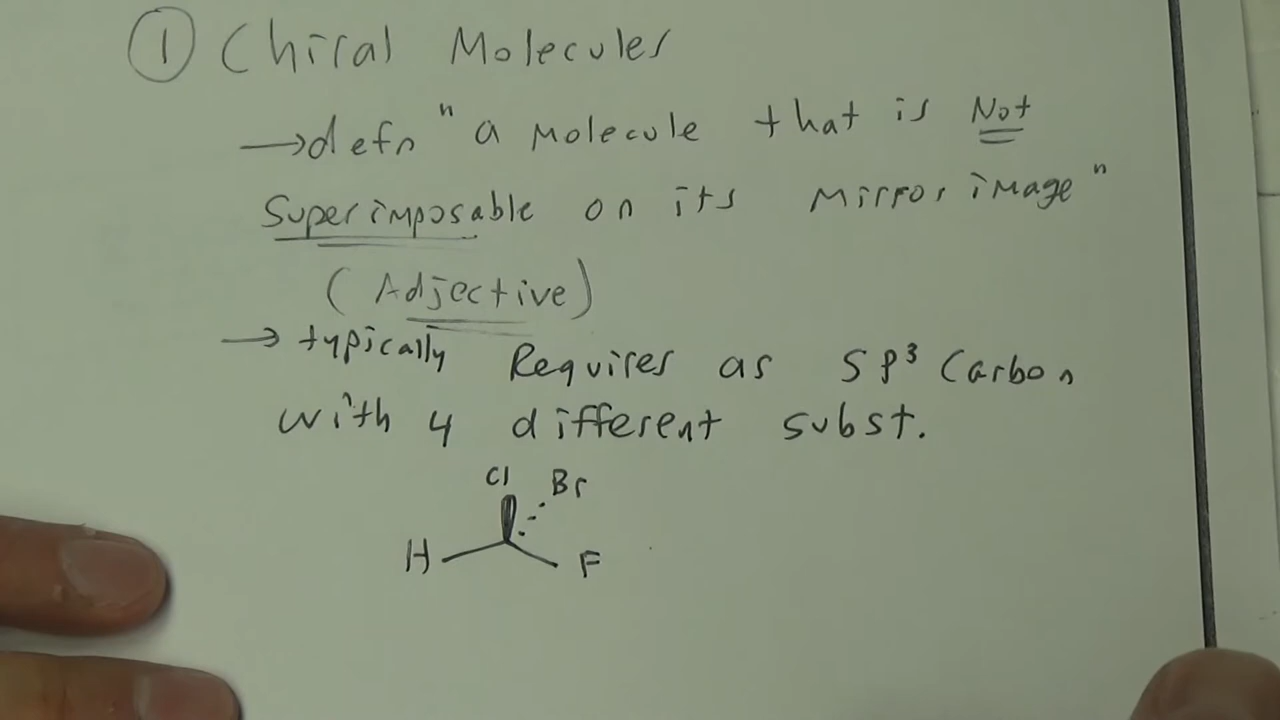 ① Chiral Molecules
→ defn "a Molecule that is Not
Superimposable on its Mirror image"
(Adjective)
→ typically Requires as SP³ Carbon
with 4 different subst.
Cl Br
H F